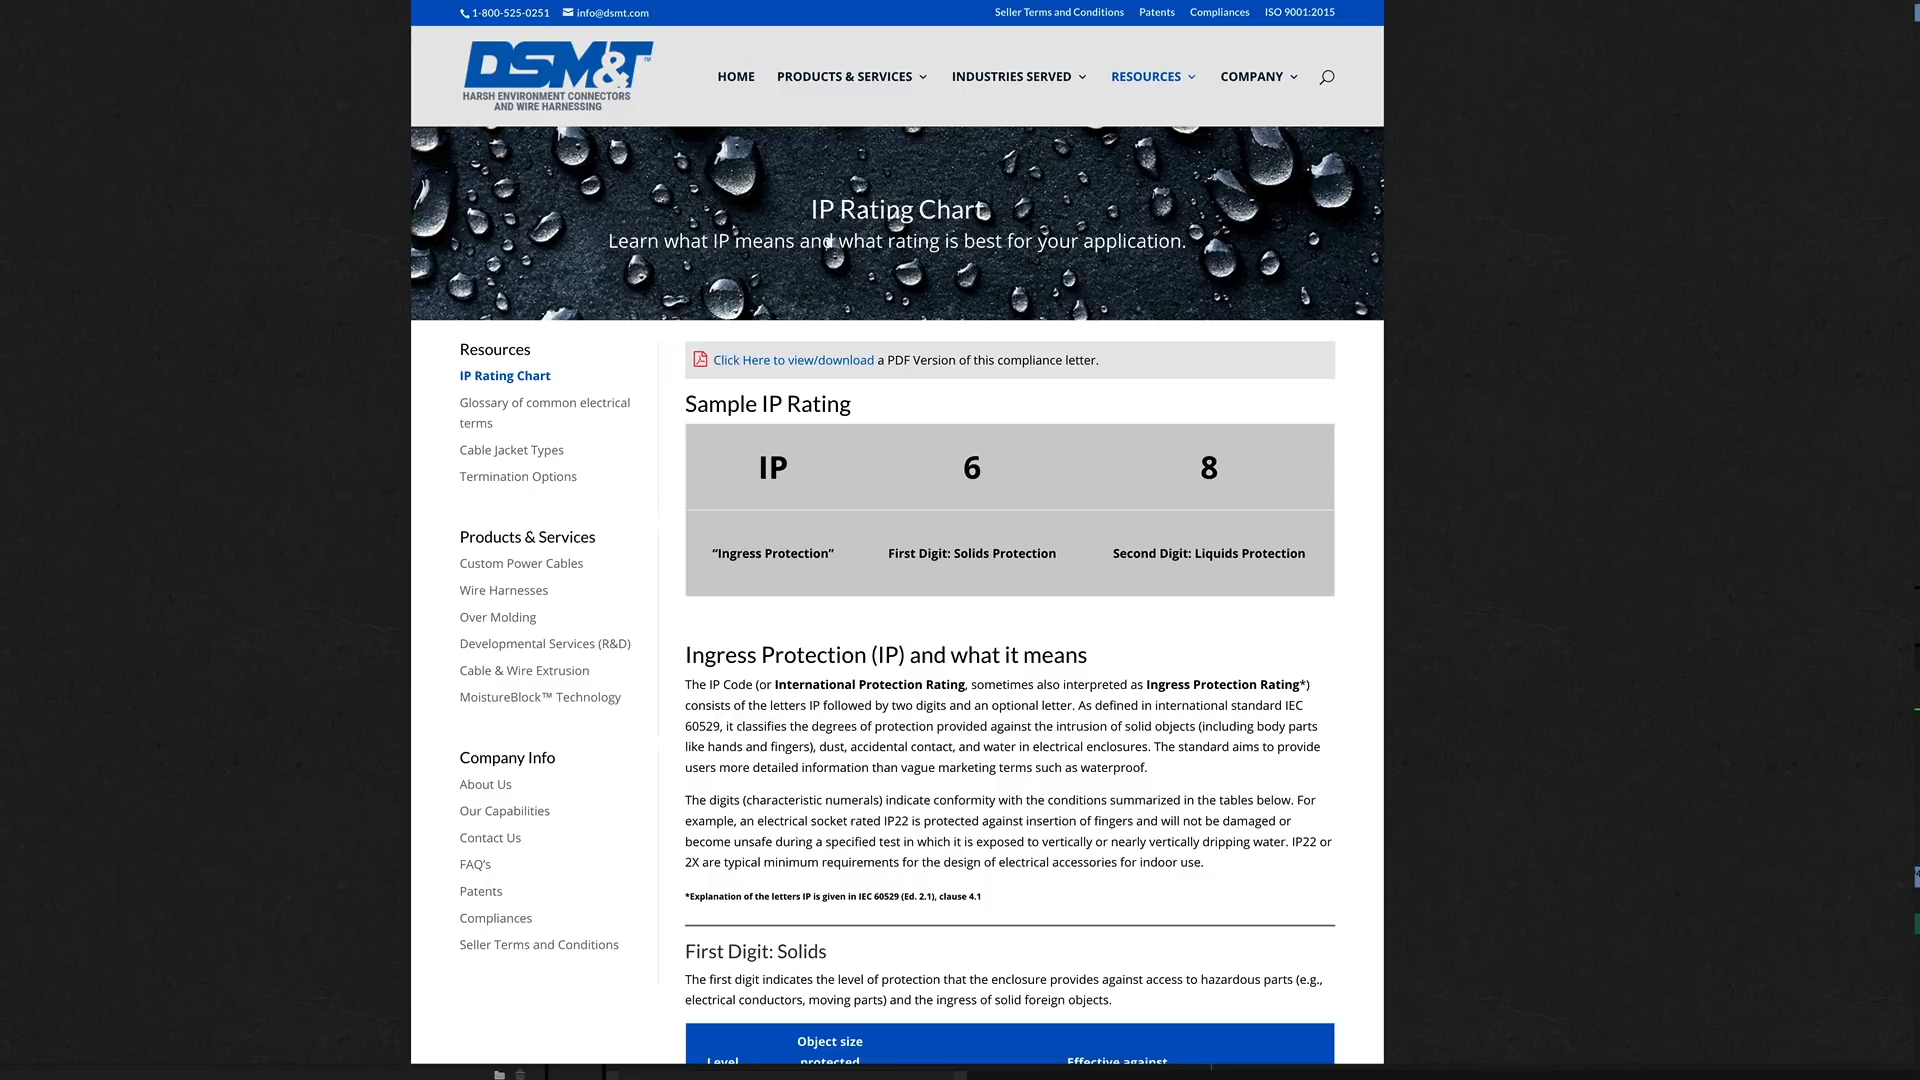 1-800-525-0251 info@dsmt.com Seller Terms and Conditions Patents Compliances ISO 9001:2015
DSM&T™
HARSH ENVIRONMENT CONNECTORS
AND WIRE HARNESSING
HOME PRODUCTS & SERVICES INDUSTRIES SERVED RESOURCES COMPANY
IP Rating Chart
Learn what IP means and what rating is best for your application.
Resources
IP Rating Chart
Glossary of common electrical
terms
Cable Jacket Types
Termination Options
Products & Services
Custom Power Cables
Wire Harnesses
Over Molding
Developmental Services (R&D)
Cable & Wire Extrusion
MoistureBlock™ Technology
Company Info
About Us
Our Capabilities
Contact Us
FAQ's
Patents
Compliances
Seller Terms and Conditions
Click Here to view/download a PDF Version of this compliance letter.
Sample IP Rating
IP 6 8
“Ingress Protection” First Digit: Solids Protection Second Digit: Liquids Protection
Ingress Protection (IP) and what it means
The IP Code (or International Protection Rating, sometimes also interpreted as Ingress Protection Rating*)
consists of the letters IP followed by two digits and an optional letter. As defined in international standard IEC
60529, it classifies the degrees of protection provided against the intrusion of solid objects (including body parts
like hands and fingers), dust, accidental contact, and water in electrical enclosures. The standard aims to provide
users more detailed information than vague marketing terms such as waterproof.
The digits (characteristic numerals) indicate conformity with the conditions summarized in the tables below. For
example, an electrical socket rated IP22 is protected against insertion of fingers and will not be damaged or
become unsafe during a specified test in which it is exposed to vertically or nearly vertically dripping water. IP22 or
2X are typical minimum requirements for the design of electrical accessories for indoor use.
*Explanation of the letters IP is given in IEC 60529 (Ed. 2.1), clause 4.1
First Digit: Solids
The first digit indicates the level of protection that the enclosure provides against access to hazardous parts (e.g.,
electrical conductors, moving parts) and the ingress of solid foreign objects.
Object size
Level protected Effective against